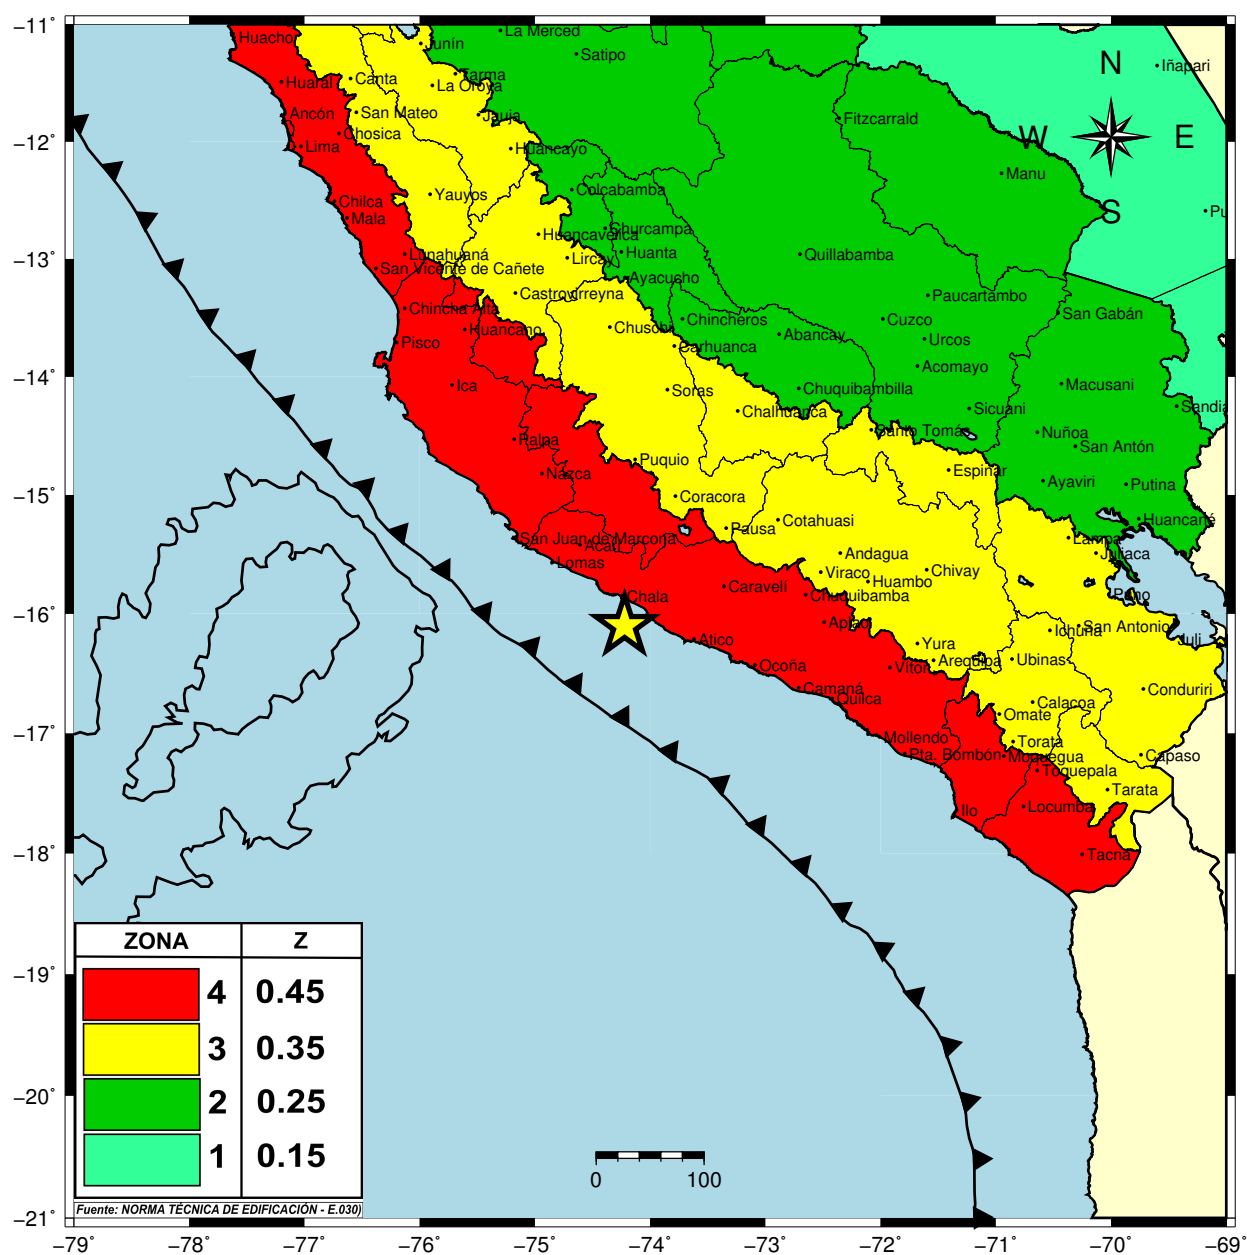 −11˚
−12˚
−13˚
−14˚
−15˚
−16˚
−17˚
−18˚
−19˚
−20˚
−21˚
−79˚
−78˚
−77˚
−76˚
−75˚
−74˚
−73˚
−72˚
−71˚
−70˚
−69˚
Huacho
Junín
La Merced
Satipo
Iñapari
N
W
E
S
Huaral
Canta
Tarma
La Oroya
Ancón
San Mateo
Jauja
Fitzcarrald
Chosica
Lima
Huancayo
Manu
Yauyos
Colcabamba
Chilca
Mala
Pu
Huancavelica
Churcampa
Lunahuaná
Lircay
Huanta
Quillabamba
San Vicente de Cañete
Ayacucho
Castrovirreyna
Paucartambo
Chincha Alta
San Gabán
Huancano
Chuschi
Chincheros
Cuzco
Pisco
Carhuanca
Abancay
Urcos
Acomayo
Ica
Soras
Chuquibambilla
Macusani
Chalhuanca
Sicuani
Sandia
Palpa
Santo Tomás
Nuñoa
San Antón
Puquio
Nazca
Espinar
Ayaviri
Putina
Coracora
Pausa
Cotahuasi
Huancané
San Juan de Marcona
Acarí
Lampa
Juliaca
Lomas
Andagua
Viraco
Chivay
Huambo
Chala
Caravelí
Chuquibamba
Puno
Aplao
Ichuña
San Antonio
Juli
Atico
Yura
Ocoña
Vitor
Arequipa
Ubinas
Camaná
Quilca
Calacoa
Conduriri
Omate
Mollendo
Torata
Pta. Bombón
Moquegua
Capaso
Toquepala
Tarata
Ilo
Locumba
Tacna
ZONA Z
4 0.45
3 0.35
2 0.25
1 0.15
Fuente: NORMA TÉCNICA DE EDIFICACIÓN - E.030)
0 100